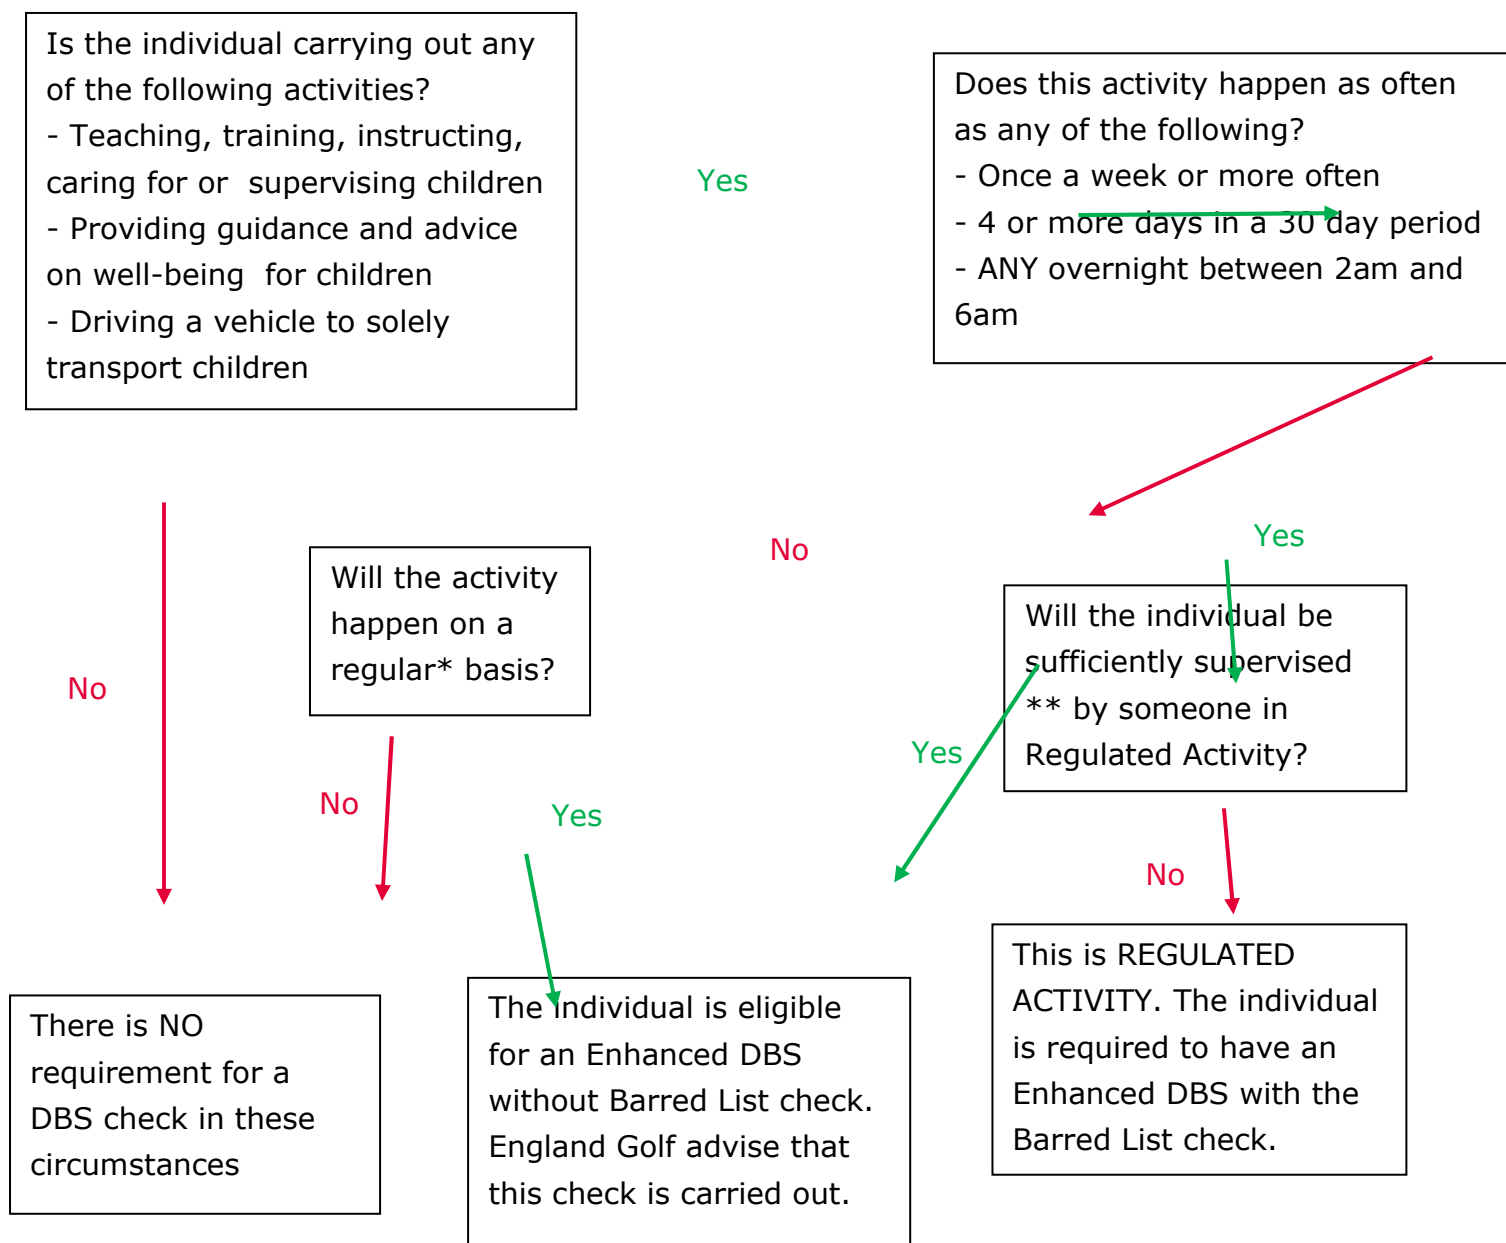 Is the individual carrying out any
of the following activities?
- Teaching, training, instructing,
caring for or supervising children
- Providing guidance and advice
on well-being for children
- Driving a vehicle to solely
transport children
Yes
Does this activity happen as often
as any of the following?
- Once a week or more often
- 4 or more days in a 30 day period
- ANY overnight between 2am and
6am
No
Will the activity
happen on a
regular* basis?
No
Yes
Will the individual be
sufficiently supervised
** by someone in
Regulated Activity?
No
Yes
Yes
No
There is NO
requirement for a
DBS check in these
circumstances
The individual is eligible
for an Enhanced DBS
without Barred List check.
England Golf advise that
this check is carried out.
This is REGULATED
ACTIVITY. The individual
is required to have an
Enhanced DBS with the
Barred List check.